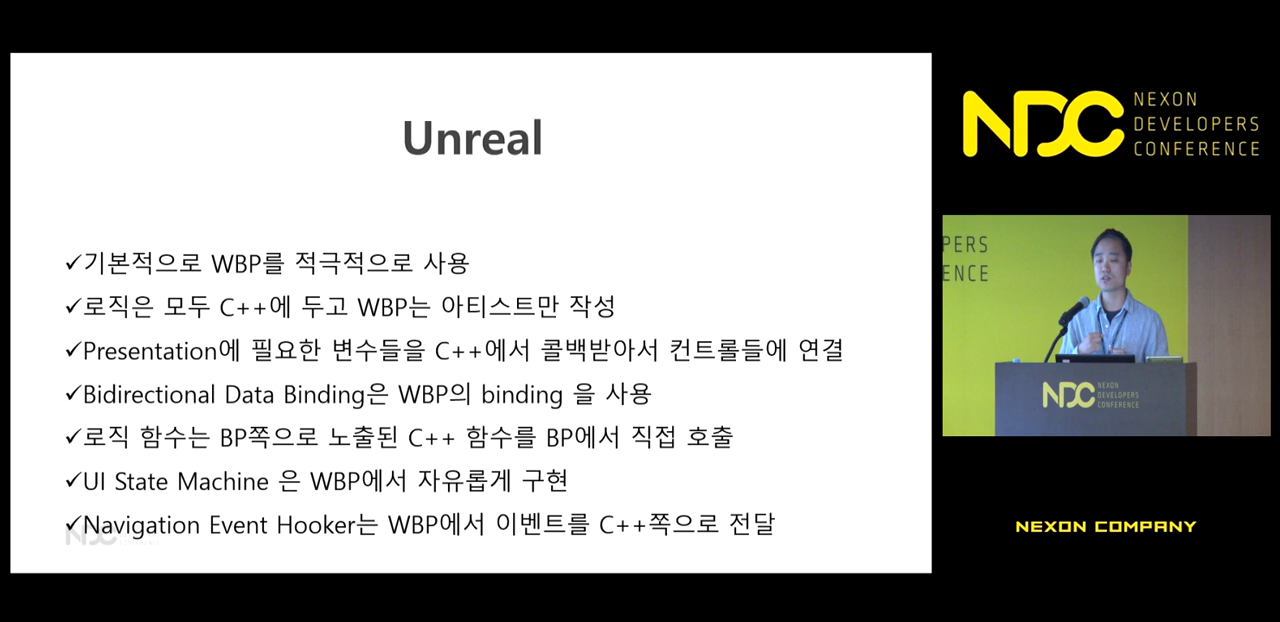 Unreal
✓기본적으로 WBP를 적극적으로 사용
✓로직은 모두 C++에 두고 WBP는 아티스트만 작성
✓Presentation에 필요한 변수들을 C++에서 콜백받아서 컨트롤들에 연결
✓Bidirectional Data Binding은 WBP의 binding 을 사용
✓로직 함수는 BP쪽으로 노출된 C++ 함수를 BP에서 직접 호출
✓UI State Machine 은 WBP에서 자유롭게 구현
✓Navigation Event Hooker는 WBP에서 이벤트를 C++쪽으로 전달
NDC
NDC
NEXON
DEVELOPERS
CONFERENCE
PERS
ENCE
NDC
NEXON
DEVELOPERS
CONFERENCE
NEXON COMPANY